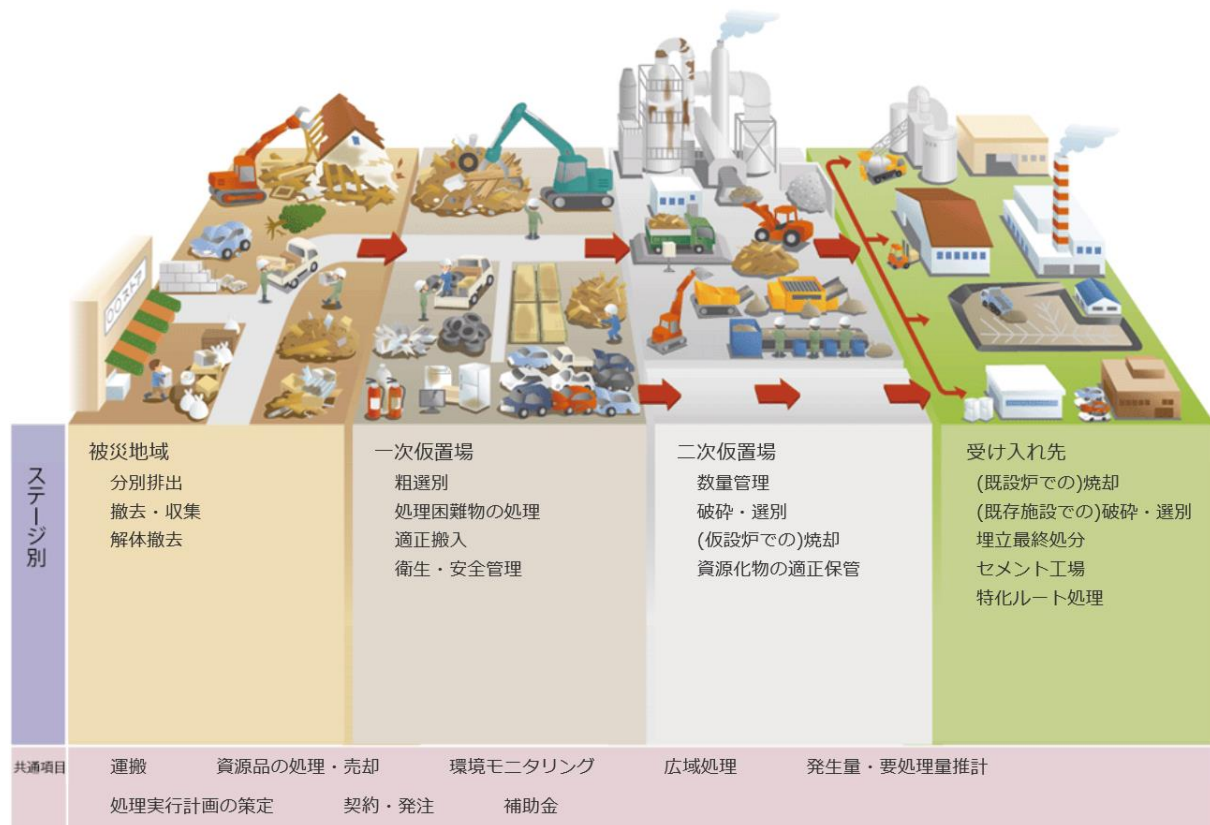 〇〇ストア
ステージ別
被災地域
分別排出
撤去・収集
解体撤去
一次仮置場
粗選別
処理困難物の処理
適正搬入
衛生・安全管理
二次仮置場
数量管理
破砕・選別
(仮設炉での)焼却
資源化物の適正保管
受け入れ先
(既設炉での)焼却
(既存施設での)破砕・選別
埋立最終処分
セメント工場
特化ルート処理
共通項目
運搬 資源品の処理・売却 環境モニタリング 広域処理 発生量・要処理量推計
処理実行計画の策定 契約・発注 補助金